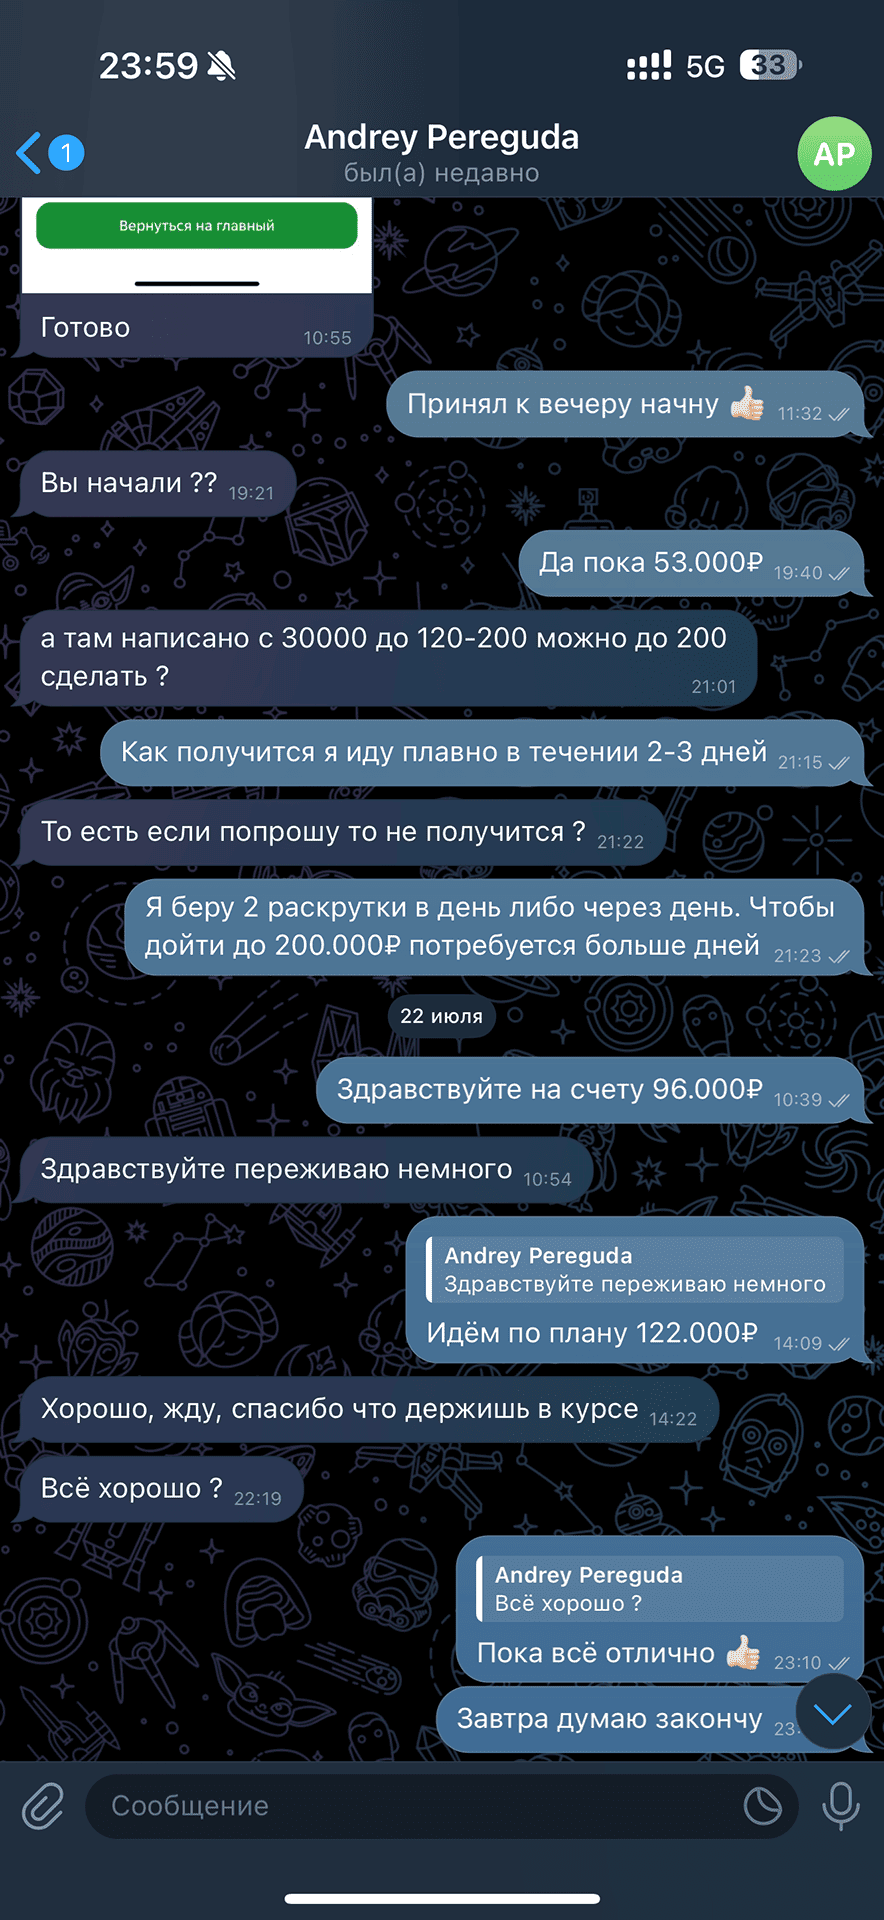 23:59
5G
33
1
Andrey Pereguda
был(а) недавно
AP
Вернуться на главный
Готово
10:55
Принял к вечеру начну 👍🏻
11:32
Вы начали ??
19:21
Да пока 53.000₽
19:40
а там написано с 30000 до 120-200 можно до 200
сделать ?
21:01
Как получится я иду плавно в течении 2-3 дней
21:15
То есть если попрошу то не получится ?
21:22
Я беру 2 раскрутки в день либо через день. Чтобы
дойти до 200.000₽ потребуется больше дней
21:23
22 июля
Здравствуйте на счету 96.000₽
10:39
Здравствуйте переживаю немного
10:54
Andrey Pereguda
Здравствуйте переживаю немного
Идём по плану 122.000₽
14:09
Хорошо, жду, спасибо что держишь в курсе
14:22
Всё хорошо ?
22:19
Andrey Pereguda
Всё хорошо ?
Пока всё отлично 👍🏻
23:10
Завтра думаю закончу
Сообщение